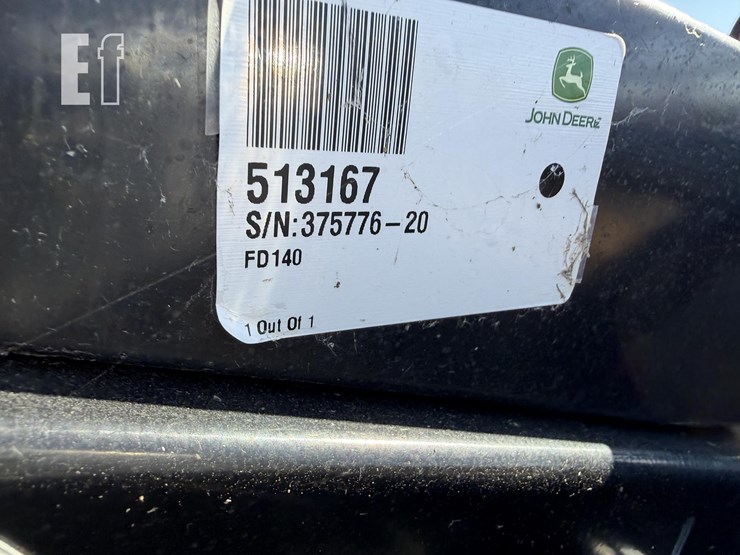 Ef
JOHN DEERE
513167
S/N:375776-20
FD140
1 Out Of 1